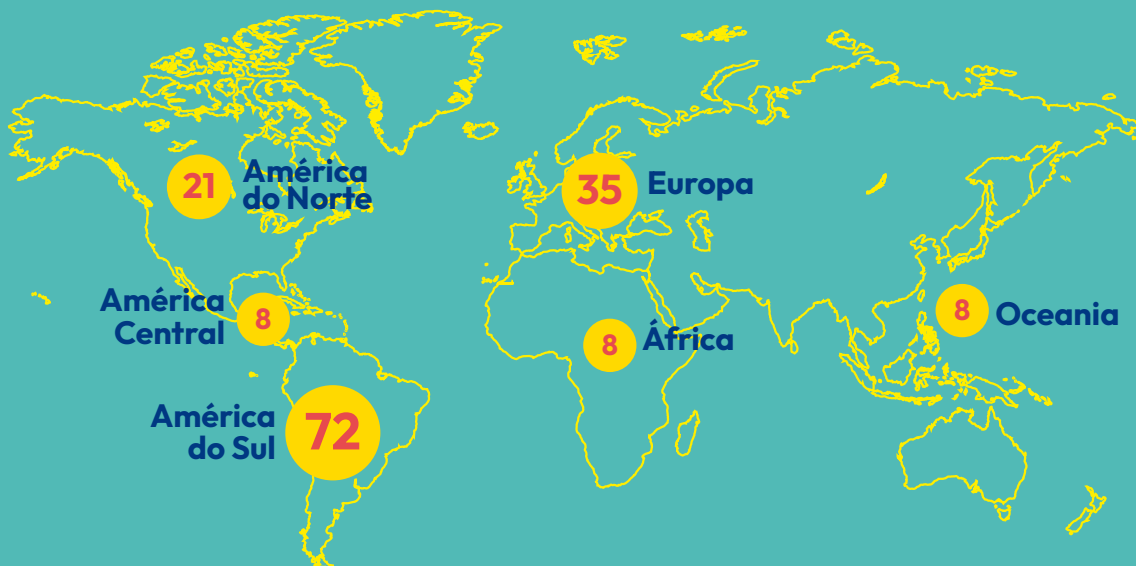 21
América
do Norte
35
Europa
América
Central
8
8
África
8
Oceania
América
do Sul
72